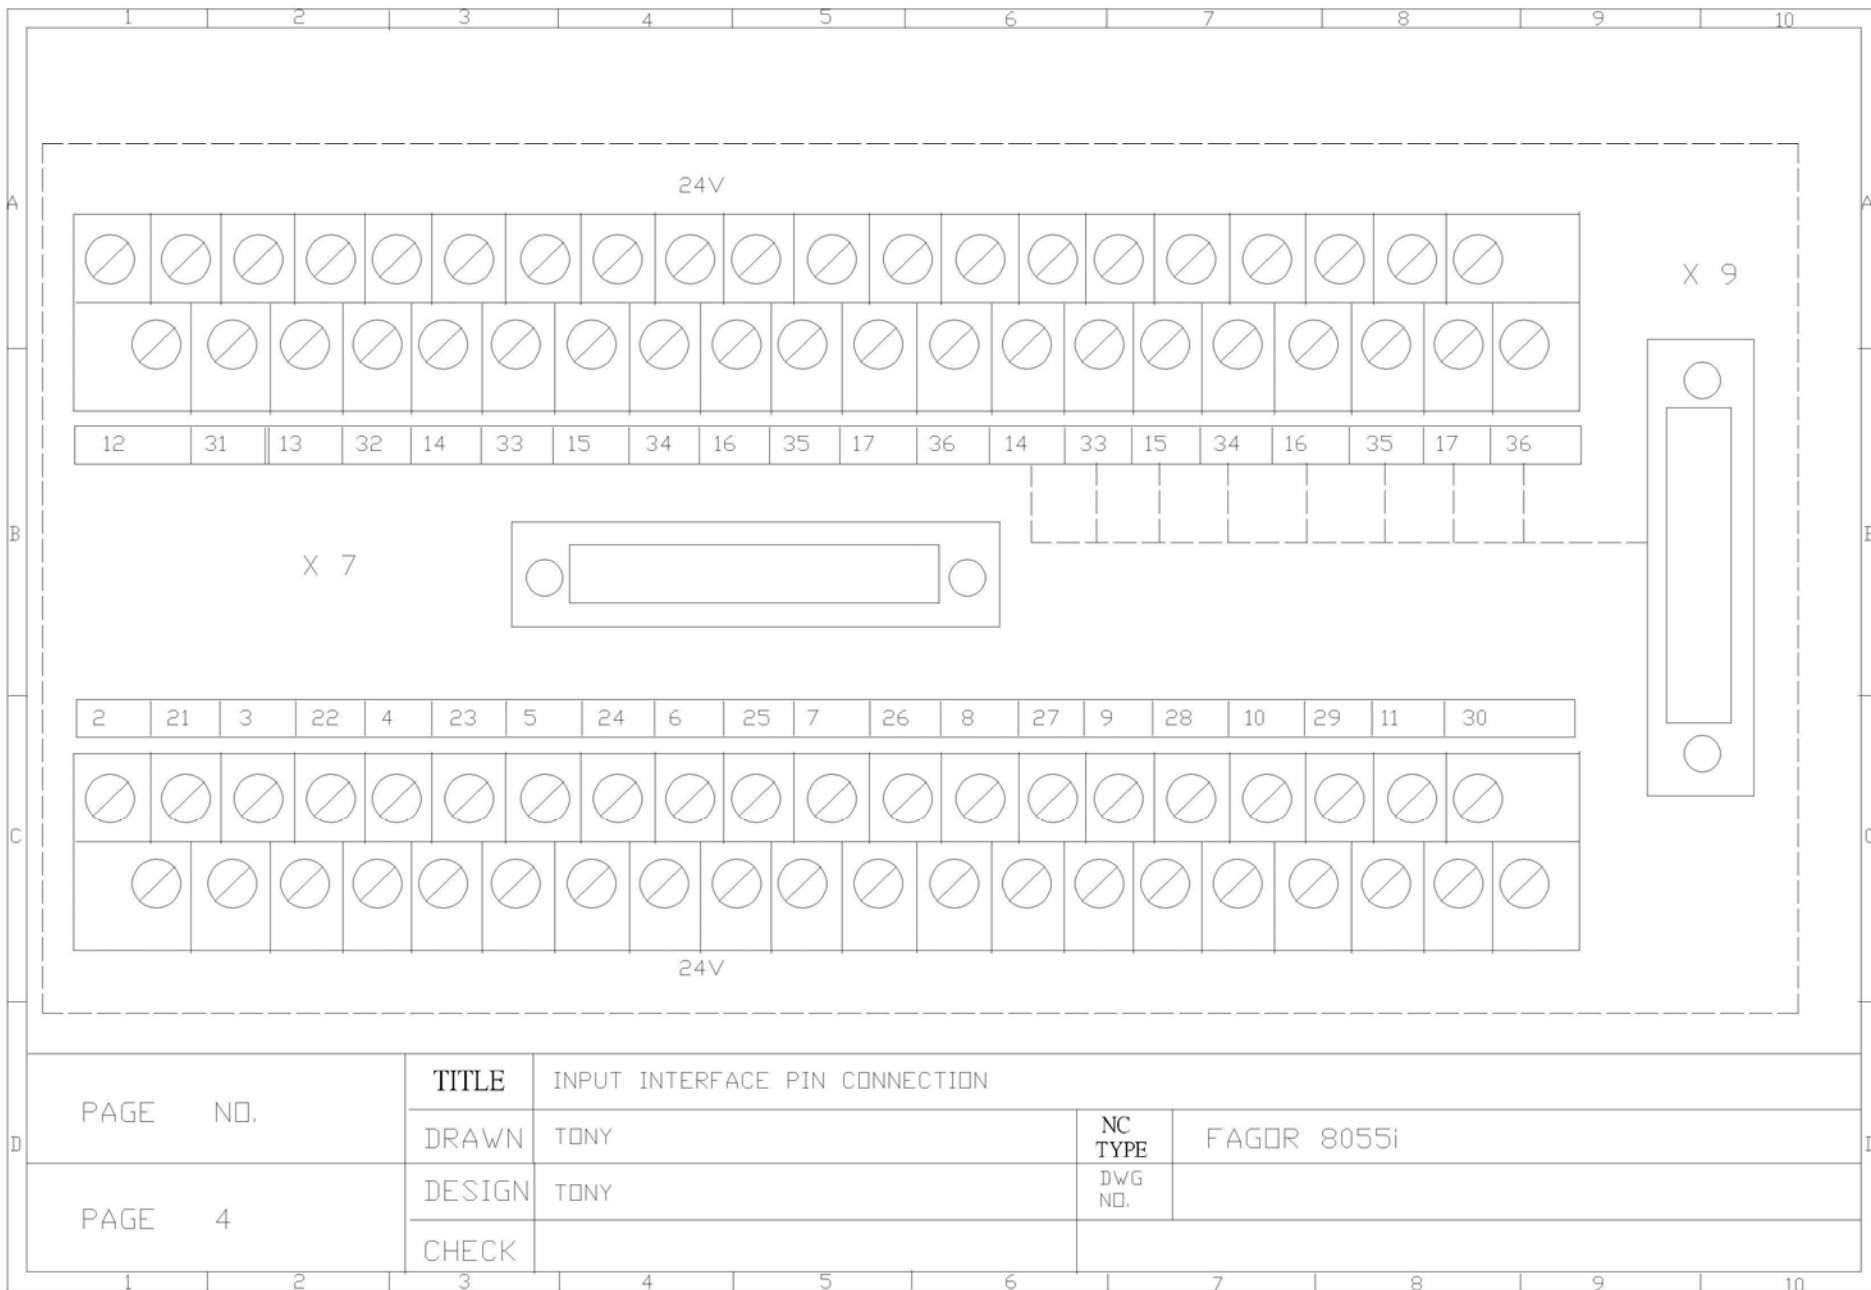 1 2 3 4 5 6 7 8 9 10
24V
A A
X 9
12 31 13 32 14 33 15 34 16 35 17 36 14 33 15 34 16 35 17 36
B
X 7
2 21 3 22 4 23 5 24 6 25 7 26 8 27 9 28 10 29 11 30
C
24V
TITLE INPUT INTERFACE PIN CONNECTION
PAGE NO.
DRAWN TONY NC TYPE FAGOR 8055i
D
DESIGN TONY DWG NO.
PAGE 4
CHECK
1 2 3 4 5 6 7 8 9 10